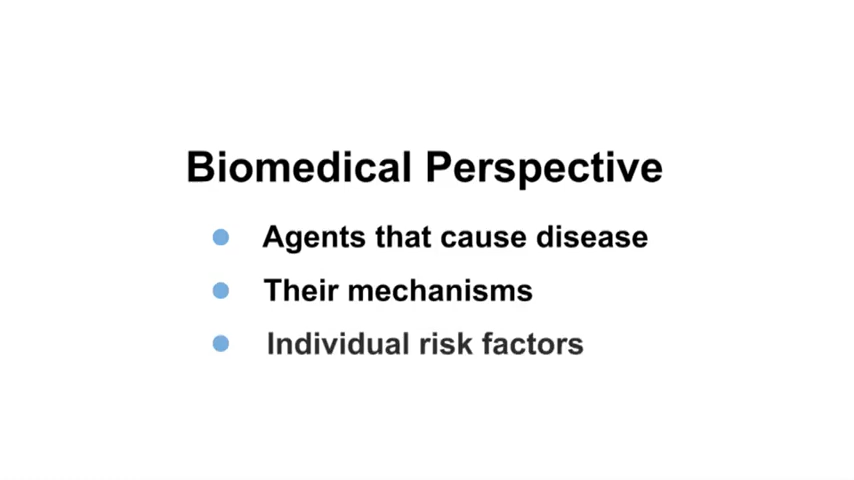 Biomedical Perspective
Agents that cause disease
Their mechanisms
Individual risk factors